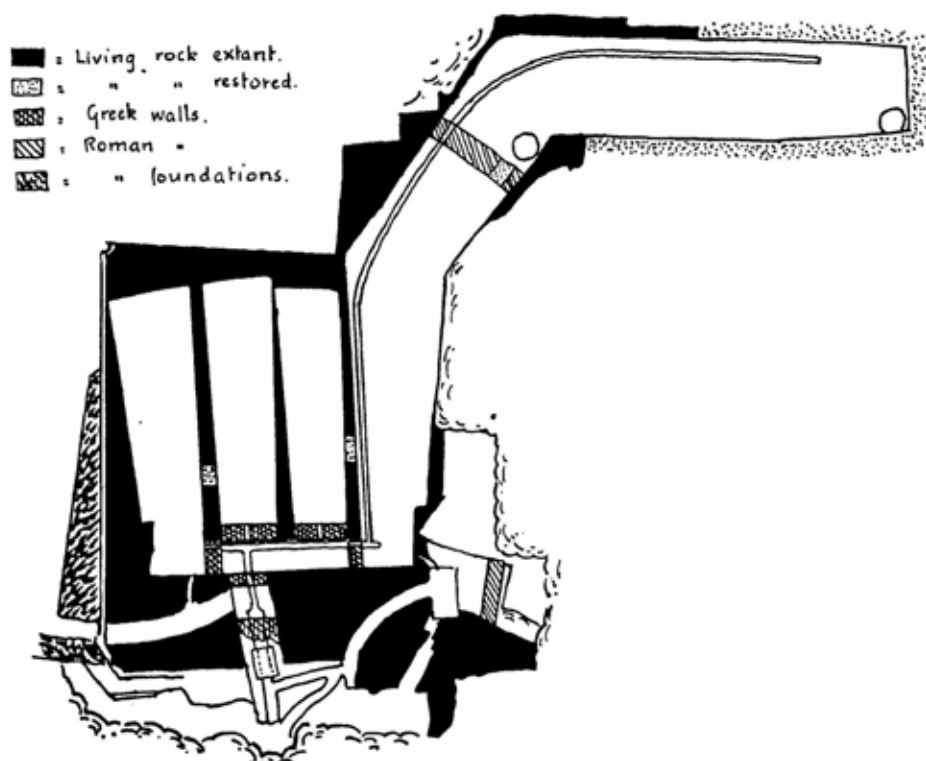 : Living rock extant.
: " " restored.
: Greek walls.
: Roman "
: " foundations.